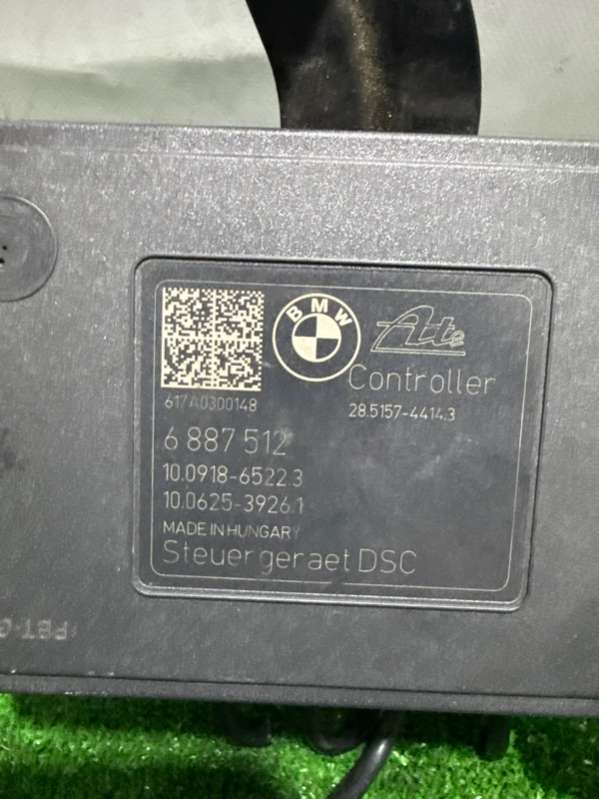 BMW Ate
Controller
617A0300148 28.5157-4414.3
6 887 512
10.0918-6522.3
10.0625-3926.1
MADE IN HUNGARY
Steuergeraet DSC